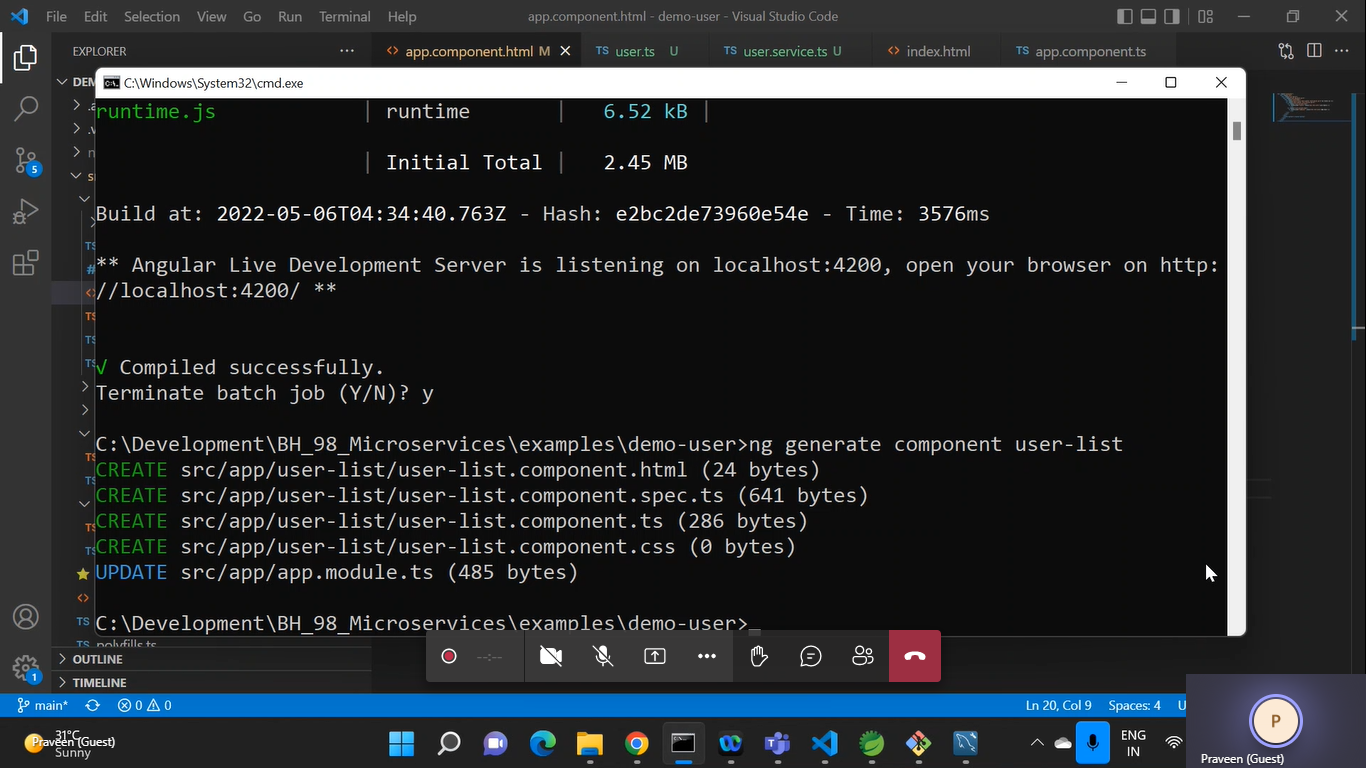 File Edit Selection View Go Run Terminal Help
app.component.html - demo-user - Visual Studio Code
EXPLORER
app.component.html M
TS user.ts U
TS user.service.ts U
index.html
TS app.component.ts
C:\Windows\System32\cmd.exe
runtime.js | runtime | 6.52 kB |
| Initial Total | 2.45 MB
Build at: 2022-05-06T04:34:40.763Z - Hash: e2bc2de73960e54e - Time: 3576ms
** Angular Live Development Server is listening on localhost:4200, open your browser on http:
//localhost:4200/ **
√ Compiled successfully.
Terminate batch job (Y/N)? y
C:\Development\BH_98_Microservices\examples\demo-user>ng generate component user-list
CREATE src/app/user-list/user-list.component.html (24 bytes)
CREATE src/app/user-list/user-list.component.spec.ts (641 bytes)
CREATE src/app/user-list/user-list.component.ts (286 bytes)
CREATE src/app/user-list/user-list.component.css (0 bytes)
UPDATE src/app/app.module.ts (485 bytes)
C:\Development\BH_98_Microservices\examples\demo-user>_
TS polyfills.ts
OUTLINE
TIMELINE
5
1
--:--
main* 0 0
Ln 20, Col 9 Spaces: 4
31°C
Sunny
Praveen (Guest)
ENG
IN
P
Praveen (Guest)